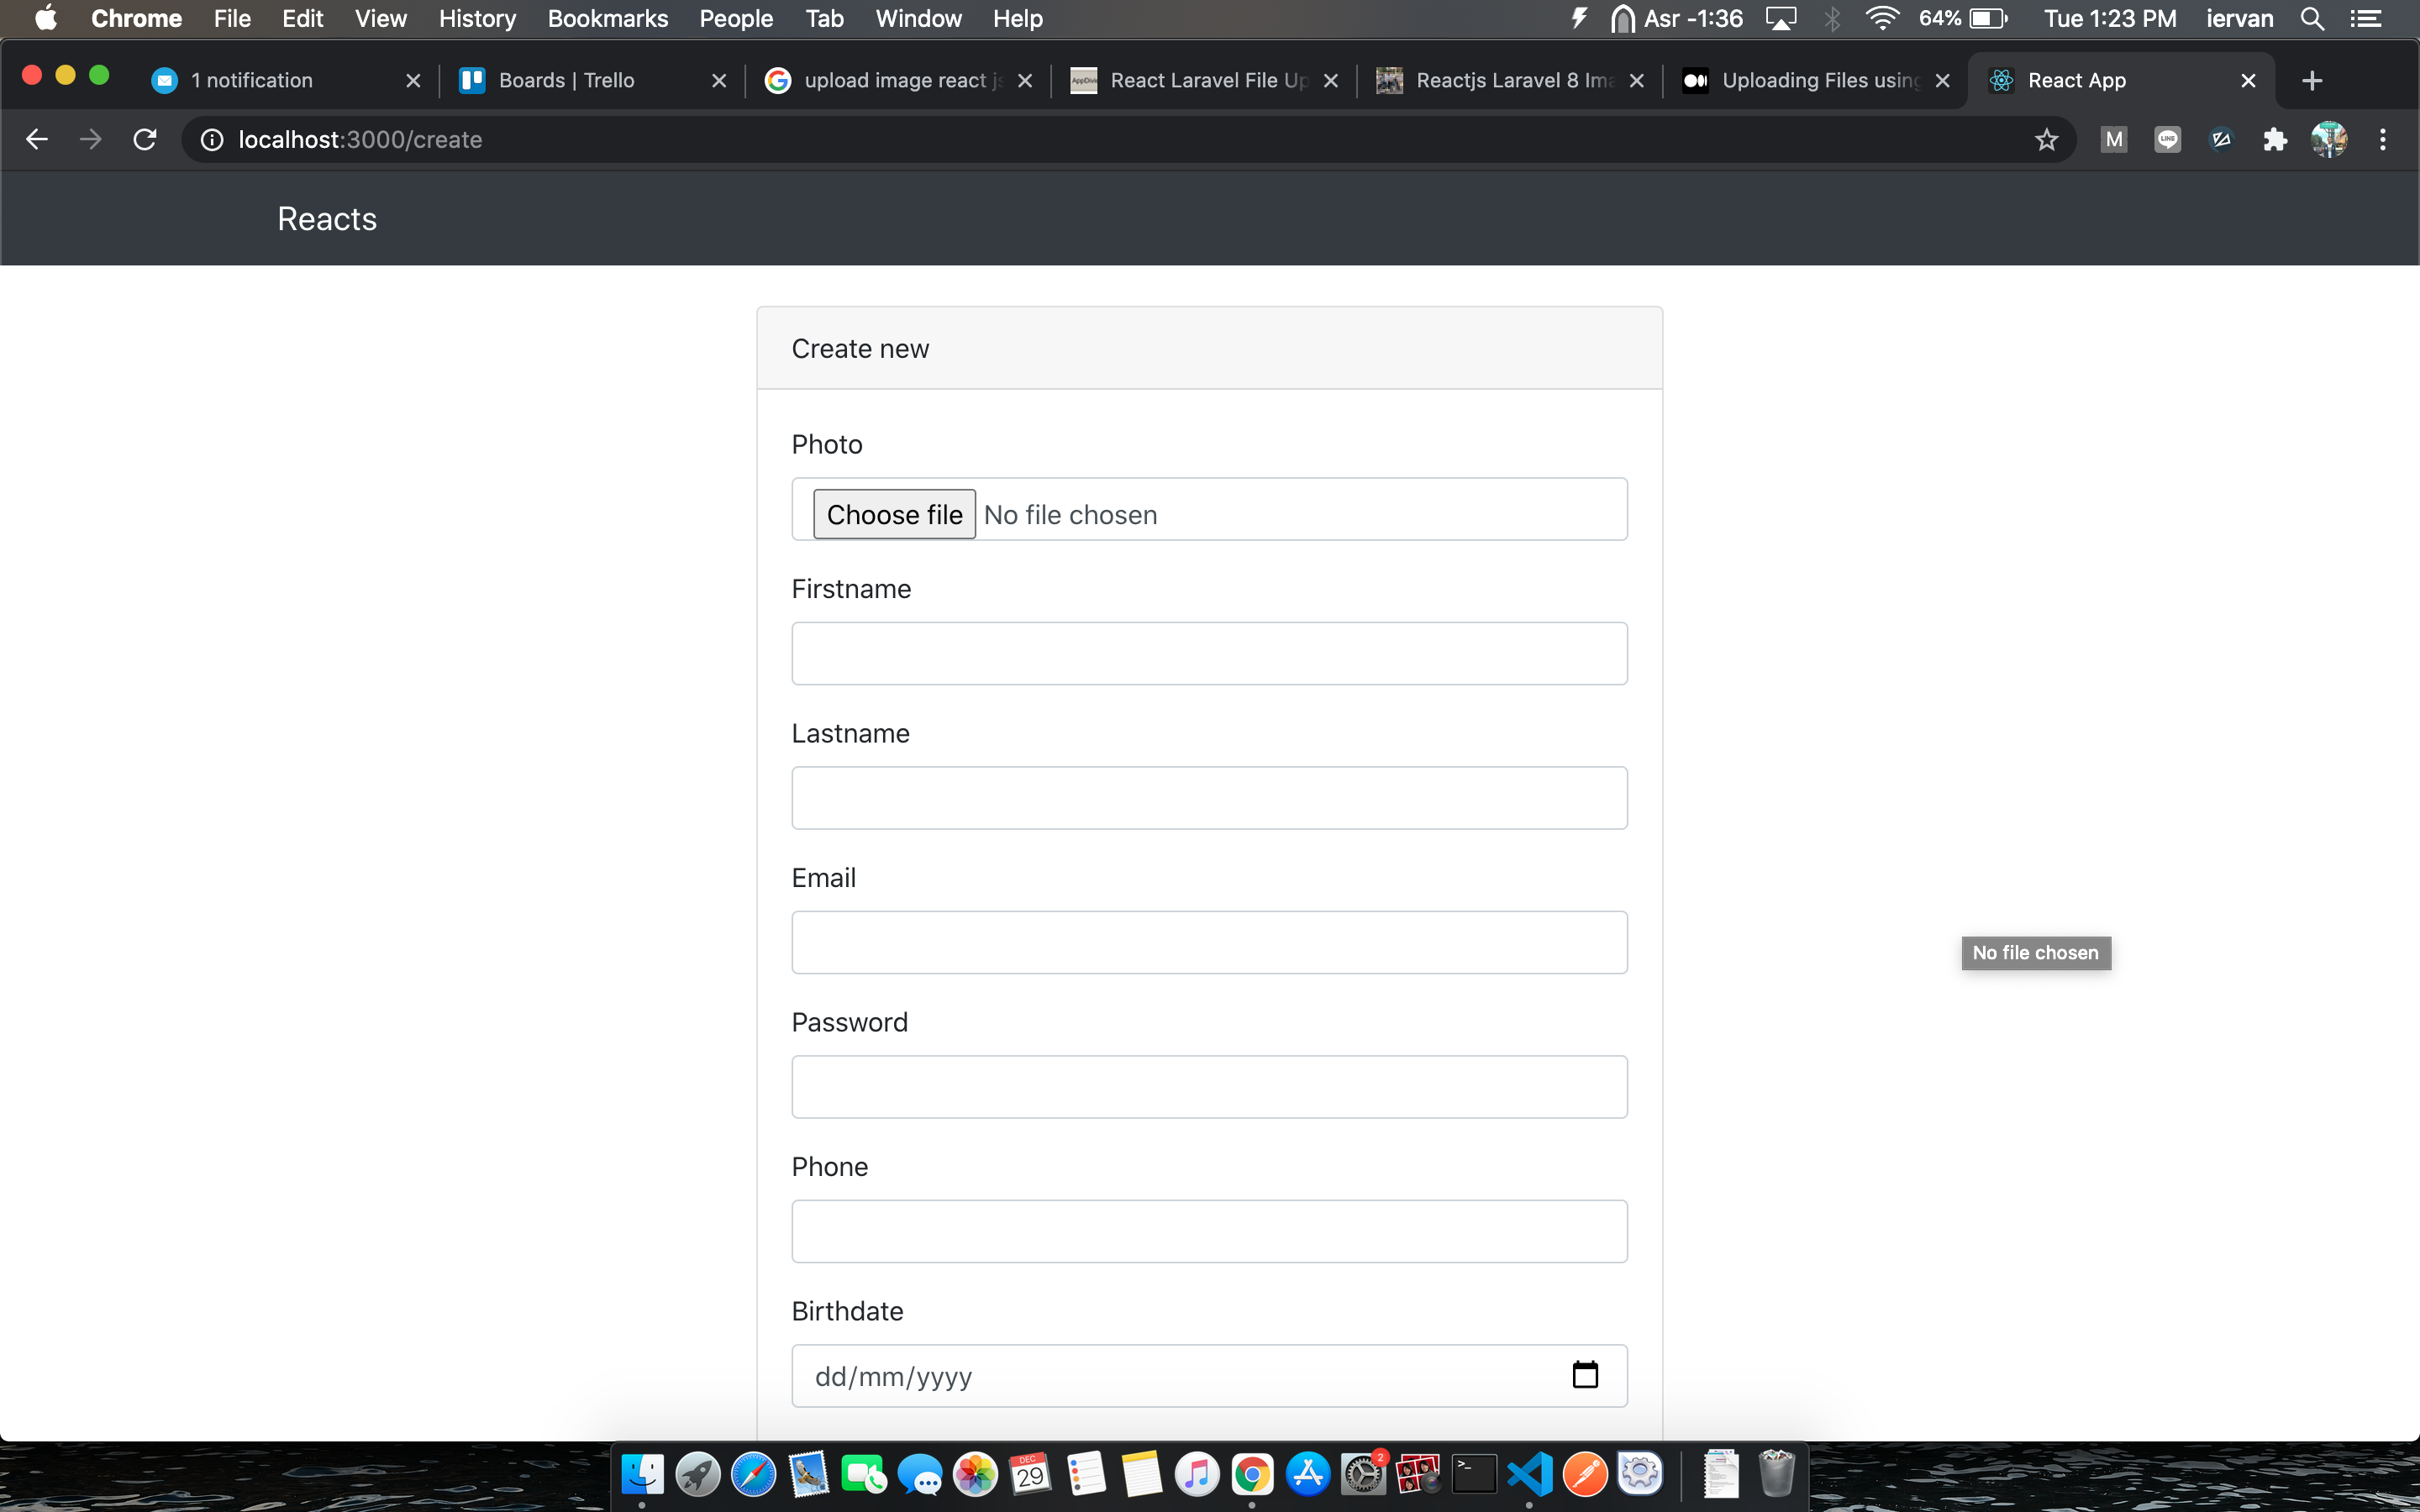 Chrome File Edit View History Bookmarks People Tab Window Help Asr -1:36 64% Tue 1:23 PM iervan
1 notification Boards | Trello upload image react js React Laravel File Up Reactjs Laravel 8 Ima Uploading Files using React App
localhost:3000/create M LINE
Reacts
Create new
Photo
Choose file No file chosen
Firstname
Lastname
Email
No file chosen
Password
Phone
Birthdate
dd/mm/yyyy
DEC
29
2